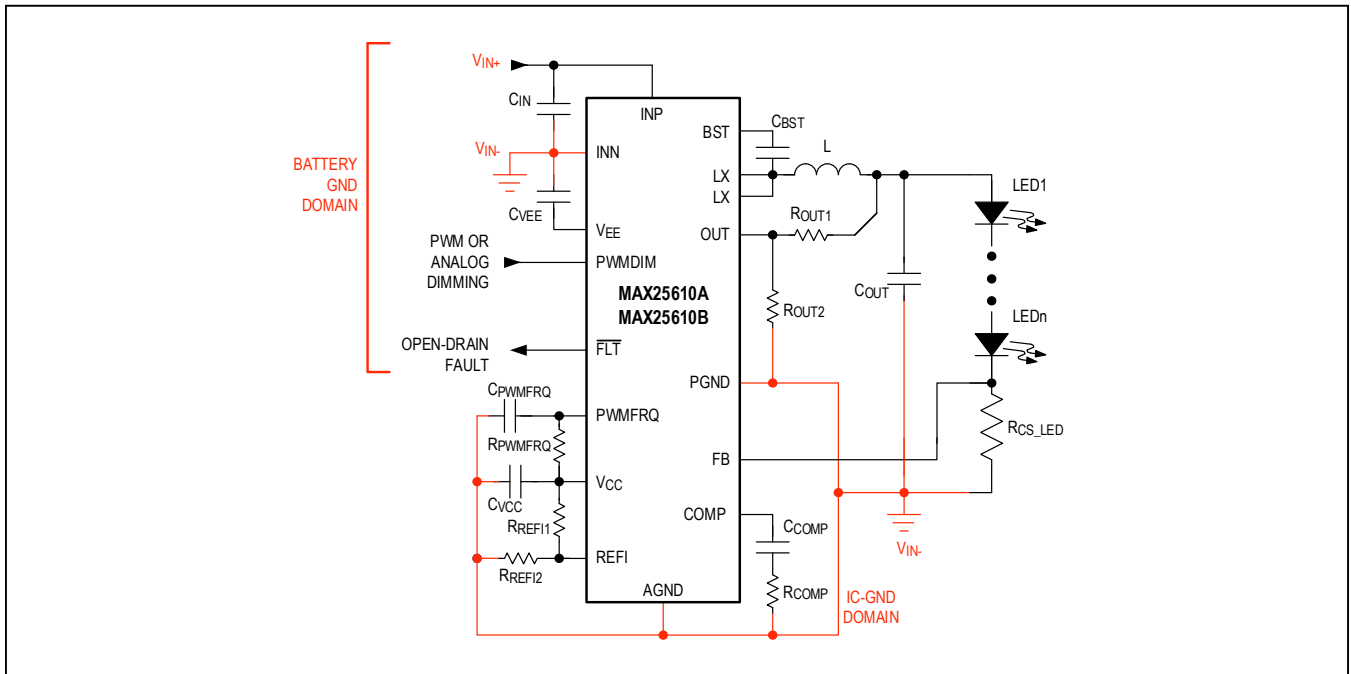 VIN+
CIN
INP
BST
CBST
L
BATTERY
GND
DOMAIN
VIN-
INN
LX
LX
LED1
CVEE
VEE
OUT
ROUT1
PWM OR
ANALOG
DIMMING
PWMDIM
MAX25610A
MAX25610B
ROUT2
COUT
LEDn
OPEN-DRAIN
FAULT
FLT
PGND
CPWMFRQ
PWMFRQ
RPWMFRQ
RCS_LED
FB
CVCC
VCC
RREFI1
COMP
CCOMP
VIN-
RREFI2
REFI
RCOMP
AGND
IC-GND
DOMAIN